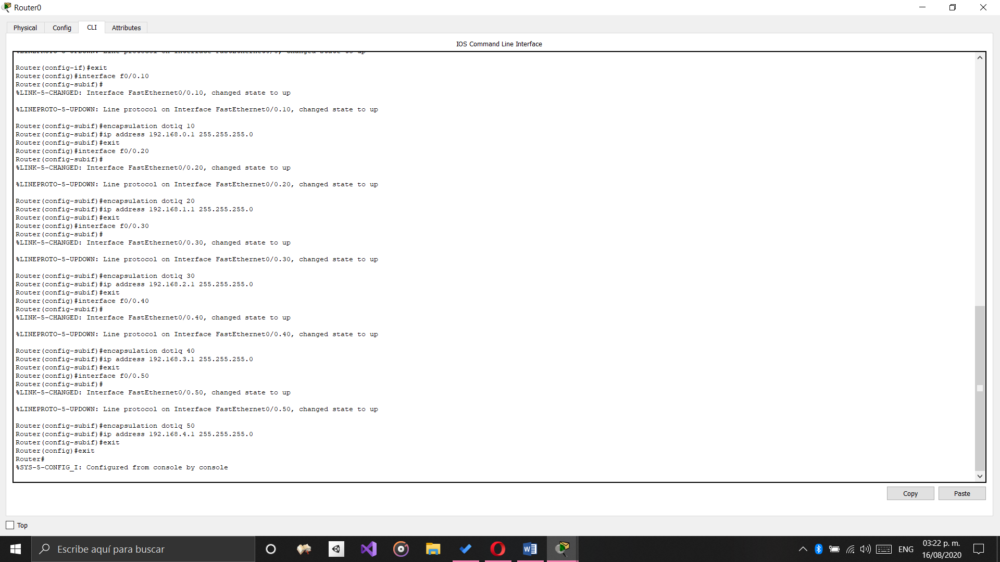 Router0
Physical
Config
CLI
Attributes
IOS Command Line Interface
%LINEPROTO-5-UPDOWN: Line protocol on Interface FastEthernet0/0, changed state to up
Router(config-if)#exit
Router(config)#interface f0/0.10
Router(config-subif)#
%LINK-5-CHANGED: Interface FastEthernet0/0.10, changed state to up
%LINEPROTO-5-UPDOWN: Line protocol on Interface FastEthernet0/0.10, changed state to up
Router(config-subif)#encapsulation dot1q 10
Router(config-subif)#ip address 192.168.0.1 255.255.255.0
Router(config-subif)#exit
Router(config)#interface f0/0.20
Router(config-subif)#
%LINK-5-CHANGED: Interface FastEthernet0/0.20, changed state to up
%LINEPROTO-5-UPDOWN: Line protocol on Interface FastEthernet0/0.20, changed state to up
Router(config-subif)#encapsulation dot1q 20
Router(config-subif)#ip address 192.168.1.1 255.255.255.0
Router(config-subif)#exit
Router(config)#interface f0/0.30
Router(config-subif)#
%LINK-5-CHANGED: Interface FastEthernet0/0.30, changed state to up
%LINEPROTO-5-UPDOWN: Line protocol on Interface FastEthernet0/0.30, changed state to up
Router(config-subif)#encapsulation dot1q 30
Router(config-subif)#ip address 192.168.2.1 255.255.255.0
Router(config-subif)#exit
Router(config)#interface f0/0.40
Router(config-subif)#
%LINK-5-CHANGED: Interface FastEthernet0/0.40, changed state to up
%LINEPROTO-5-UPDOWN: Line protocol on Interface FastEthernet0/0.40, changed state to up
Router(config-subif)#encapsulation dot1q 40
Router(config-subif)#ip address 192.168.3.1 255.255.255.0
Router(config-subif)#exit
Router(config)#interface f0/0.50
Router(config-subif)#
%LINK-5-CHANGED: Interface FastEthernet0/0.50, changed state to up
%LINEPROTO-5-UPDOWN: Line protocol on Interface FastEthernet0/0.50, changed state to up
Router(config-subif)#encapsulation dot1q 50
Router(config-subif)#ip address 192.168.4.1 255.255.255.0
Router(config-subif)#exit
Router(config)#exit
Router#
%SYS-5-CONFIG_I: Configured from console by console
Copy
Paste
Top
Escribe aquí para buscar
ENG
03:22 p. m.
16/08/2020